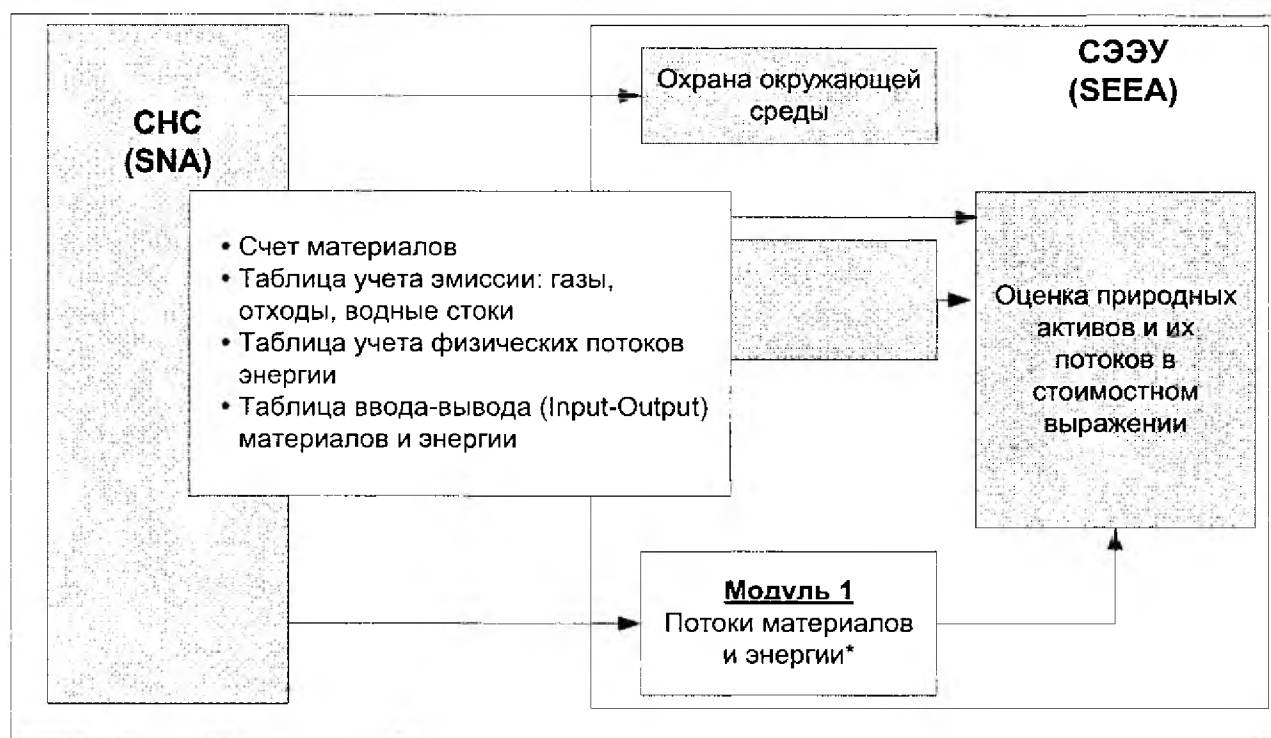 СНС
(SNA)
СЭЭУ
(SEEA)
Охрана окружающей
среды
• Счет материалов
• Таблица учета эмиссии: газы,
отходы, водные стоки
• Таблица учета физических потоков
энергии
• Таблица ввода-вывода (Input-Output)
материалов и энергии
Оценка природных
активов и их
потоков в
стоимостном
выражении
Модуль 1
Потоки материалов
и энергии*